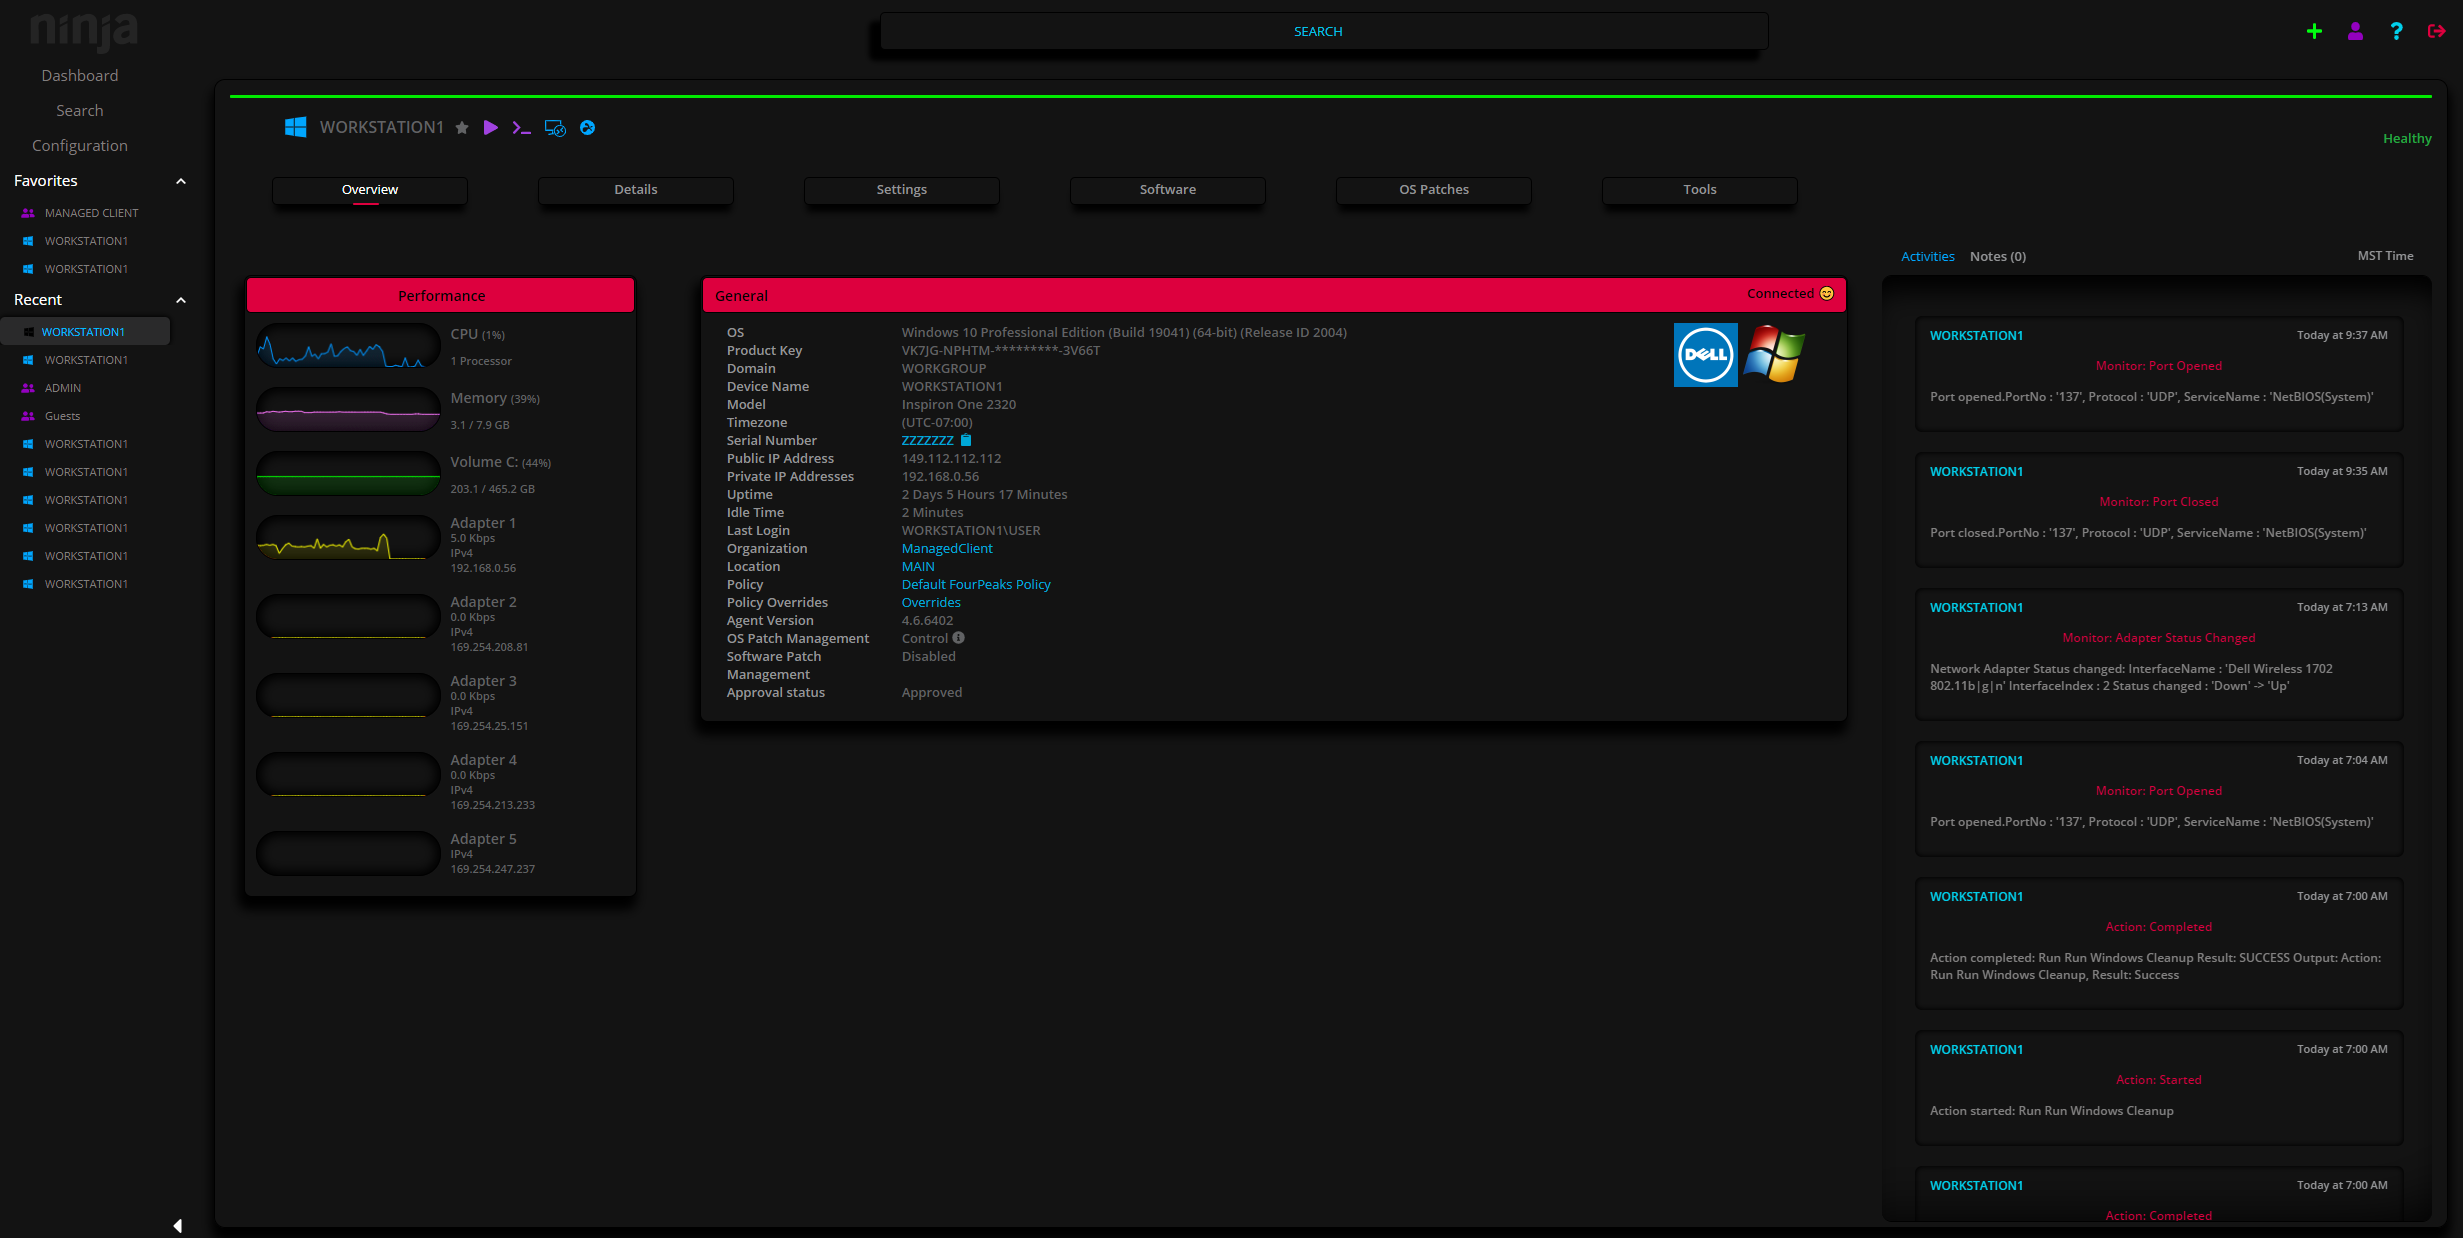 ninja
SEARCH
Dashboard
Search
Configuration
Favorites
MANAGED CLIENT
WORKSTATION1
WORKSTATION1
Recent
WORKSTATION1
WORKSTATION1
ADMIN
Guests
WORKSTATION1
WORKSTATION1
WORKSTATION1
WORKSTATION1
WORKSTATION1
WORKSTATION1
WORKSTATION1
Healthy
Overview
Details
Settings
Software
OS Patches
Tools
Performance
CPU (1%)
1 Processor
Memory (39%)
3.1 / 7.9 GB
Volume C: (44%)
203.1 / 465.2 GB
Adapter 1
5.0 Kbps
IPv4
192.168.0.56
Adapter 2
0.0 Kbps
IPv4
169.254.208.81
Adapter 3
0.0 Kbps
IPv4
169.254.25.151
Adapter 4
0.0 Kbps
IPv4
169.254.213.233
Adapter 5
IPv4
169.254.247.237
General
Connected
OS Windows 10 Professional Edition (Build 19041) (64-bit) (Release ID 2004)
Product Key VK7JG-NPHTM-*********-3V66T
Domain WORKGROUP
Device Name WORKSTATION1
Model Inspiron One 2320
Timezone (UTC-07:00)
Serial Number ZZZZZZZ
Public IP Address 149.112.112.112
Private IP Addresses 192.168.0.56
Uptime 2 Days 5 Hours 17 Minutes
Idle Time 2 Minutes
Last Login WORKSTATION1\USER
Organization ManagedClient
Location MAIN
Policy Default FourPeaks Policy
Policy Overrides Overrides
Agent Version 4.6.6402
OS Patch Management Control
Software Patch Disabled
Management
Approval status Approved
DELL
Activities
Notes (0)
MST Time
WORKSTATION1 Today at 9:37 AM
Monitor: Port Opened
Port opened.PortNo : '137', Protocol : 'UDP', ServiceName : 'NetBIOS(System)'
WORKSTATION1 Today at 9:35 AM
Monitor: Port Closed
Port closed.PortNo : '137', Protocol : 'UDP', ServiceName : 'NetBIOS(System)'
WORKSTATION1 Today at 7:13 AM
Monitor: Adapter Status Changed
Network Adapter Status changed: InterfaceName : 'Dell Wireless 1702
802.11b|g|n' InterfaceIndex : 2 Status changed : 'Down' -> 'Up'
WORKSTATION1 Today at 7:04 AM
Monitor: Port Opened
Port opened.PortNo : '137', Protocol : 'UDP', ServiceName : 'NetBIOS(System)'
WORKSTATION1 Today at 7:00 AM
Action: Completed
Action completed: Run Run Windows Cleanup Result: SUCCESS Output: Action:
Run Run Windows Cleanup, Result: Success
WORKSTATION1 Today at 7:00 AM
Action: Started
Action started: Run Run Windows Cleanup
WORKSTATION1 Today at 7:00 AM
Action: Completed